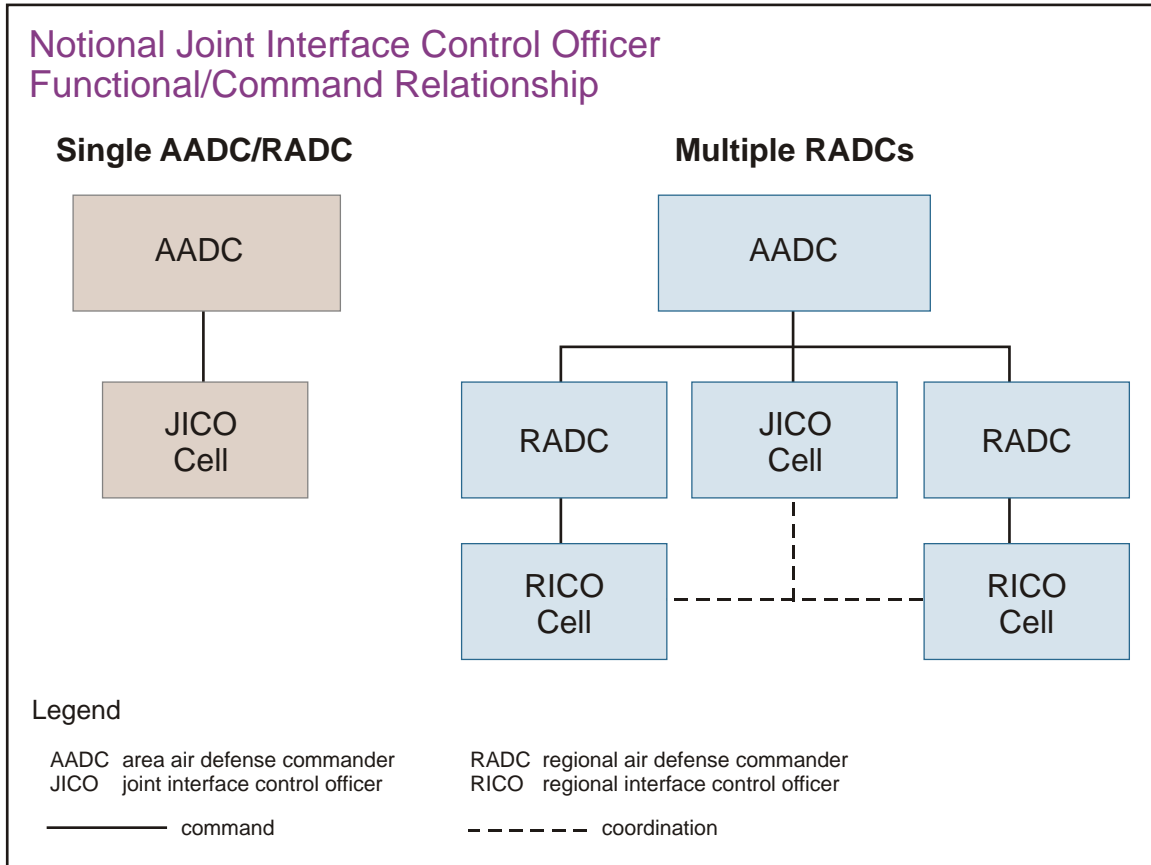 Notional Joint Interface Control Officer
Functional/Command Relationship
Single AADC/RADC
AADC
JICO
Cell
Multiple RADCs
AADC
RADC
JICO
Cell
RADC
RICO
Cell
RICO
Cell
Legend
AADC area air defense commander
JICO joint interface control officer
RADC regional air defense commander
RICO regional interface control officer
command
coordination